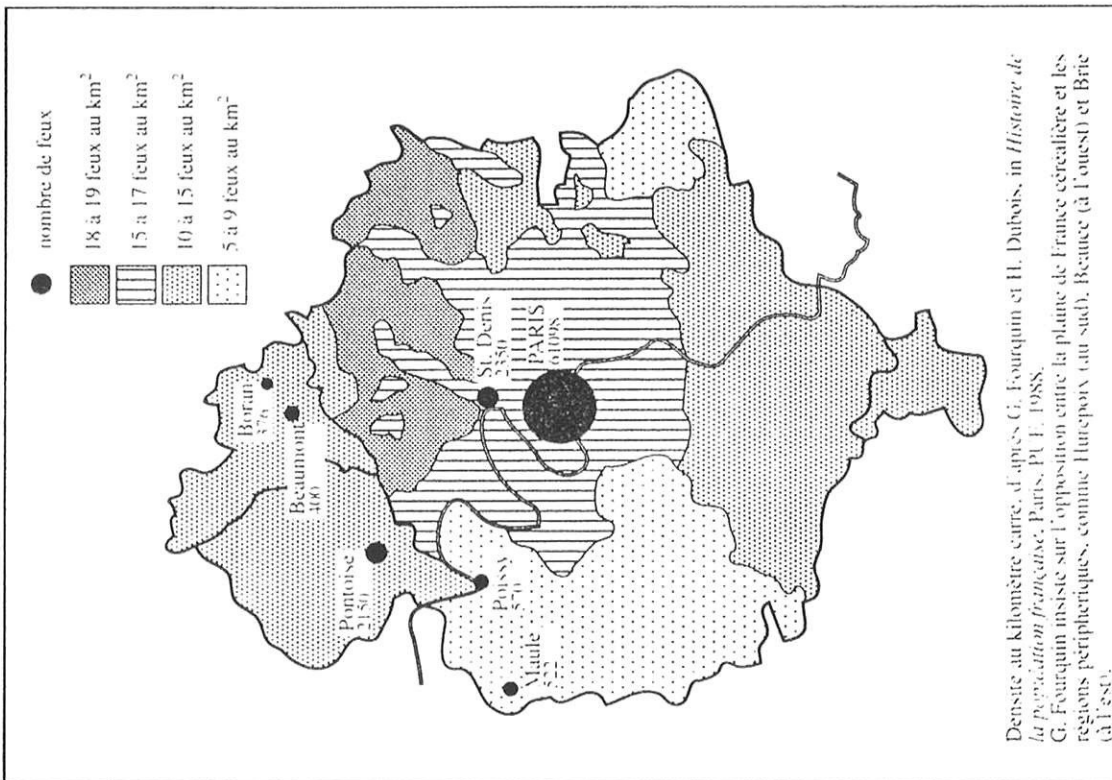 nombre de feux
18 à 19 feux au km²
15 à 17 feux au km²
10 à 15 feux au km²
5 à 9 feux au km²
Boran
376
Beaumont
400
Pontoise
2150
St. Denis
2350
PARIS
61098
Poissy
570
Maule
Densité au kilomètre carré, d'après G. Fourquin et H. Dubois, in Histoire de
la population française, Paris, PUF, 1988.
G. Fourquin insiste sur l'opposition entre la plaine de France céréalière et les
régions périphériques, comme Hurepoix (au sud), Beauce (à l'ouest) et Brie
(à l'est).